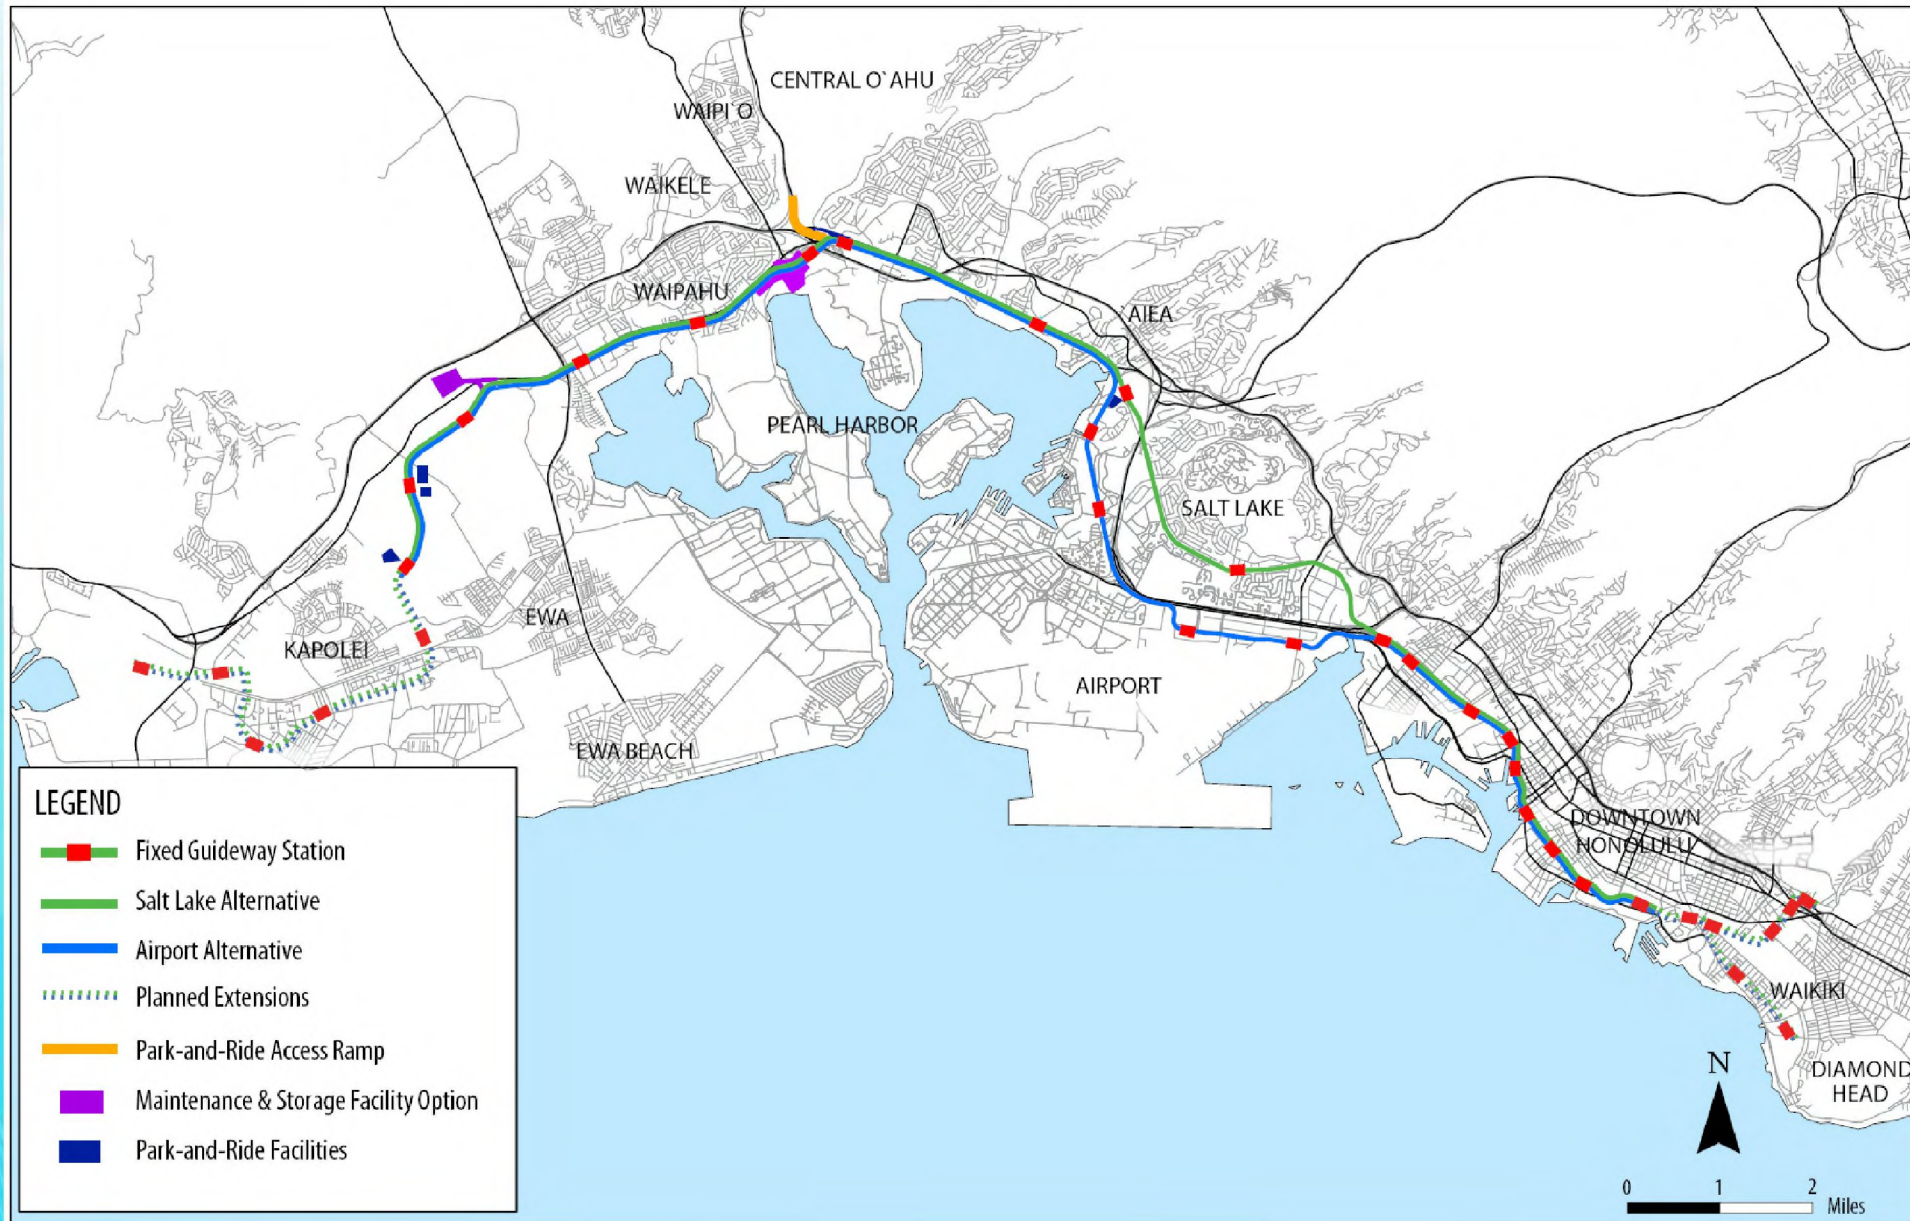 CENTRAL O`AHU
WAIPI`O
WAIKELE
WAIPAHU
`AIEA
PEARL HARBOR
SALT LAKE
`EWA
KAPOLEI
AIRPORT
`EWA BEACH
DOWNTOWN
HONOLULU
WAIKIKI
DIAMOND
HEAD
LEGEND
Fixed Guideway Station
Salt Lake Alternative
Airport Alternative
Planned Extensions
Park-and-Ride Access Ramp
Maintenance & Storage Facility Option
Park-and-Ride Facilities
N
0 1 2
Miles